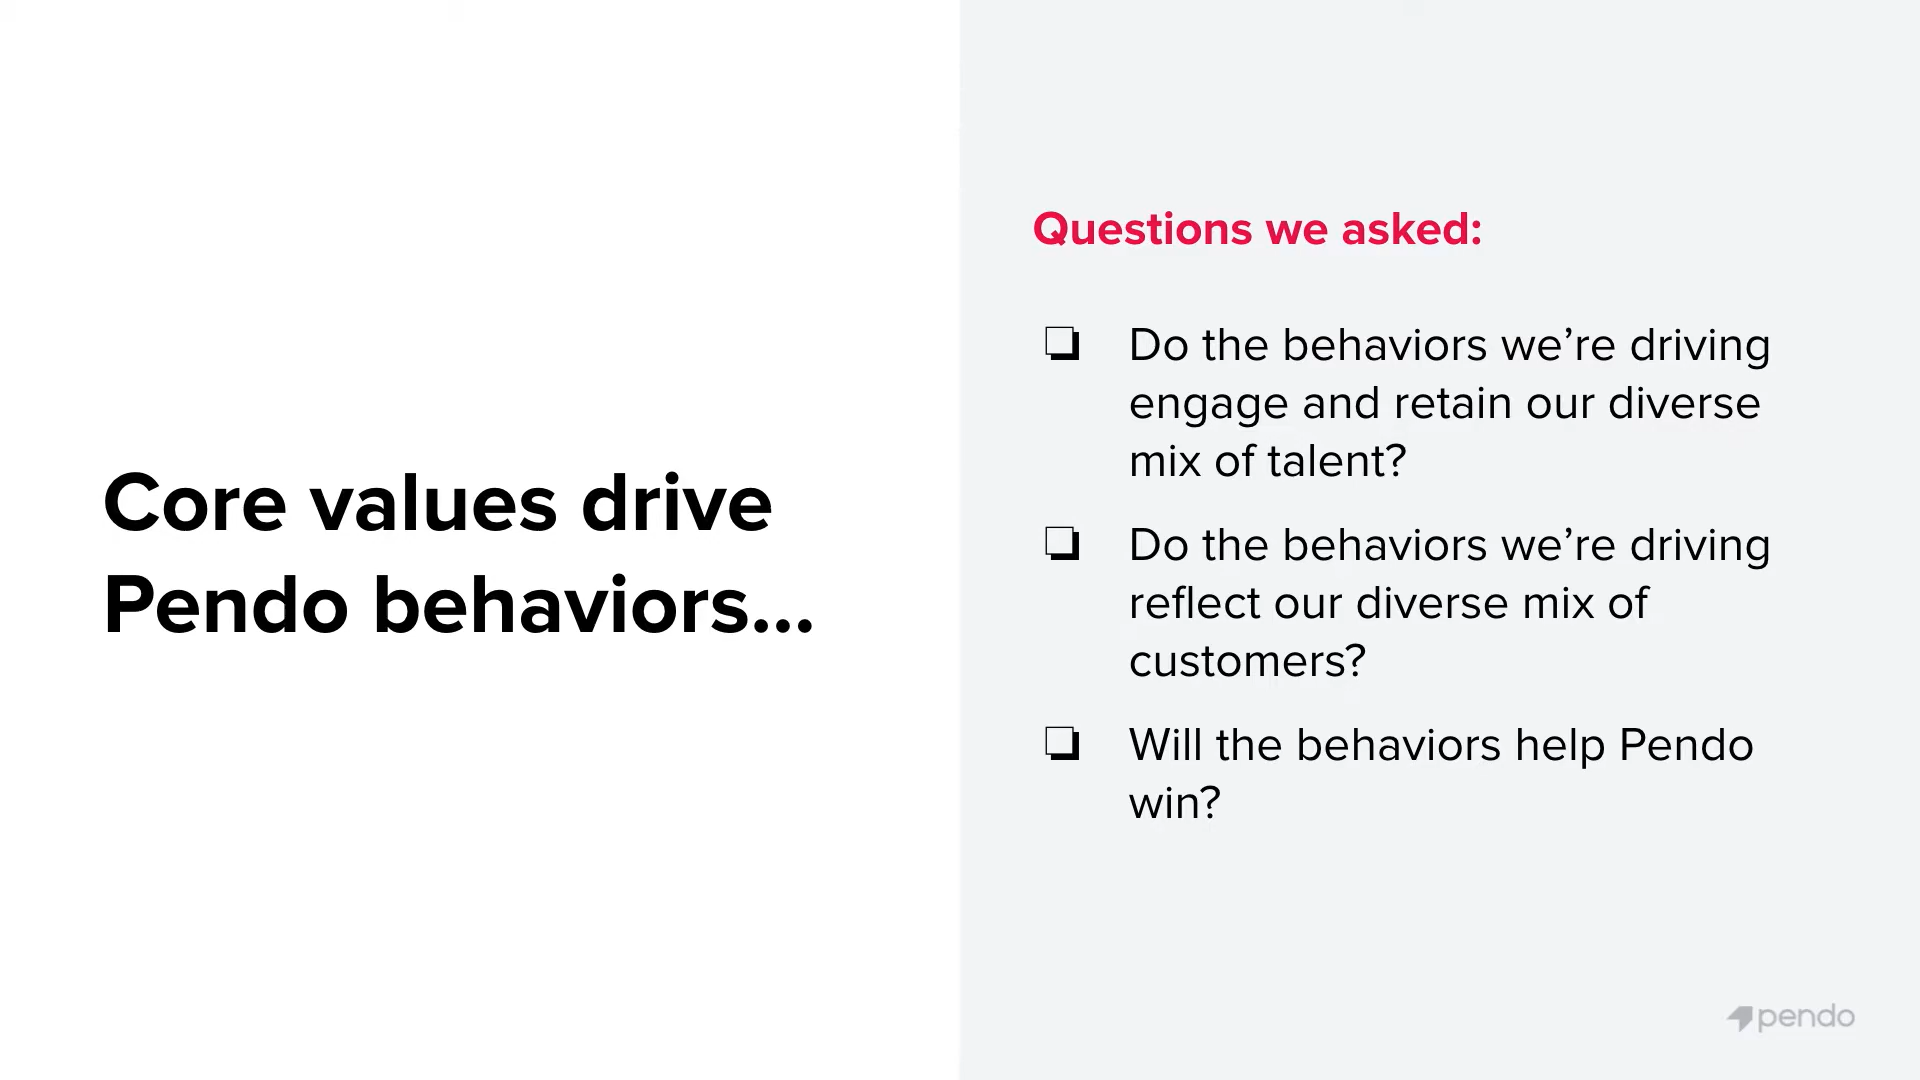 Core values drive
Pendo behaviors...
Questions we asked:
❏ Do the behaviors we’re driving
engage and retain our diverse
mix of talent?
❏ Do the behaviors we’re driving
reflect our diverse mix of
customers?
❏ Will the behaviors help Pendo
win?
pendo